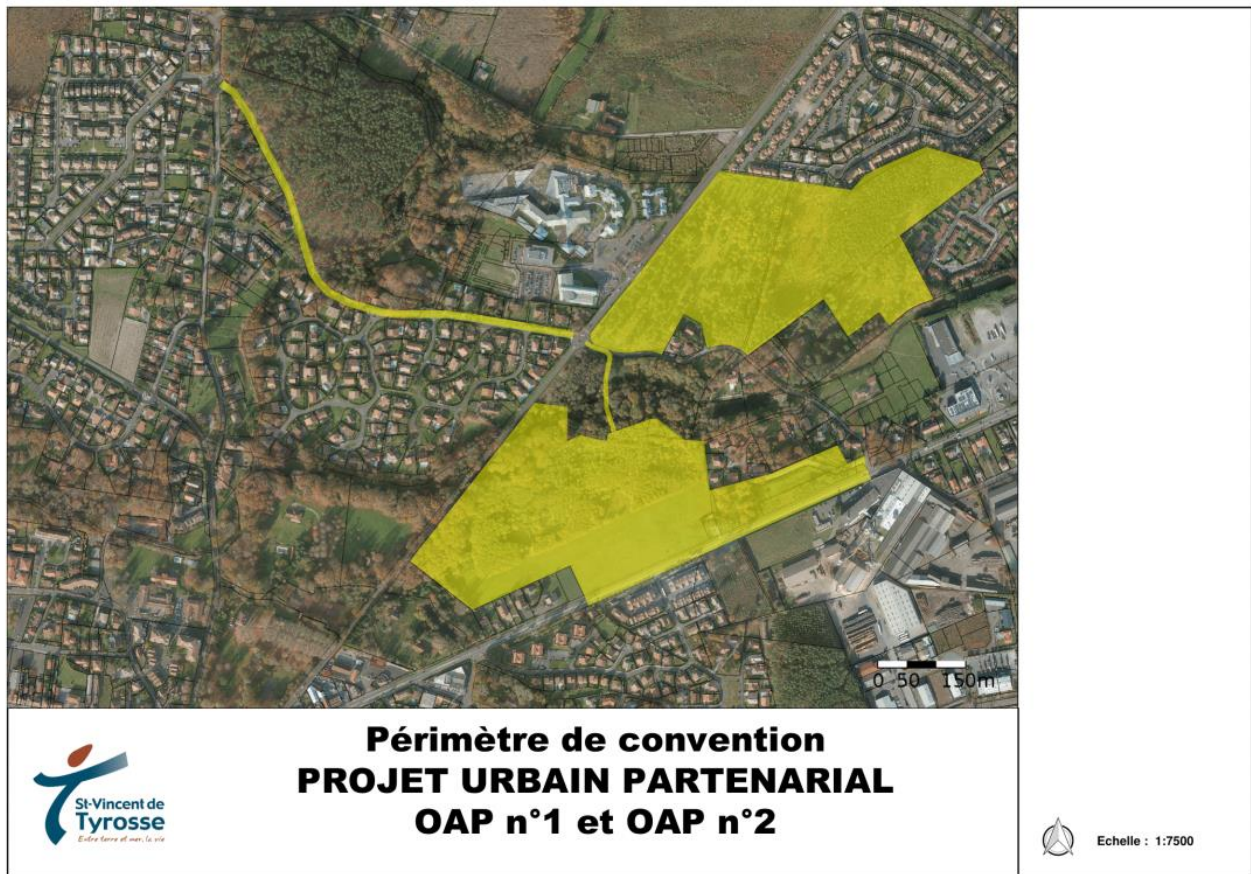 0 50 150m
Périmètre de convention
PROJET URBAIN PARTENARIAL
OAP n°1 et OAP n°2
St-Vincent de
Tyrosse
Entre terre et mer, la vie
Echelle : 1:7500